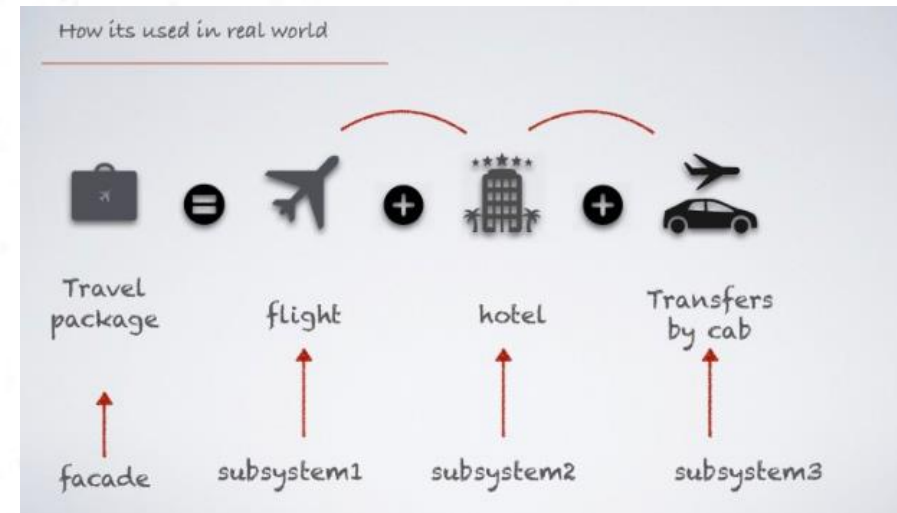 How its used in real world
Travel
package
flight
hotel
Transfers
by cab
facade
subsystem1
subsystem2
subsystem3